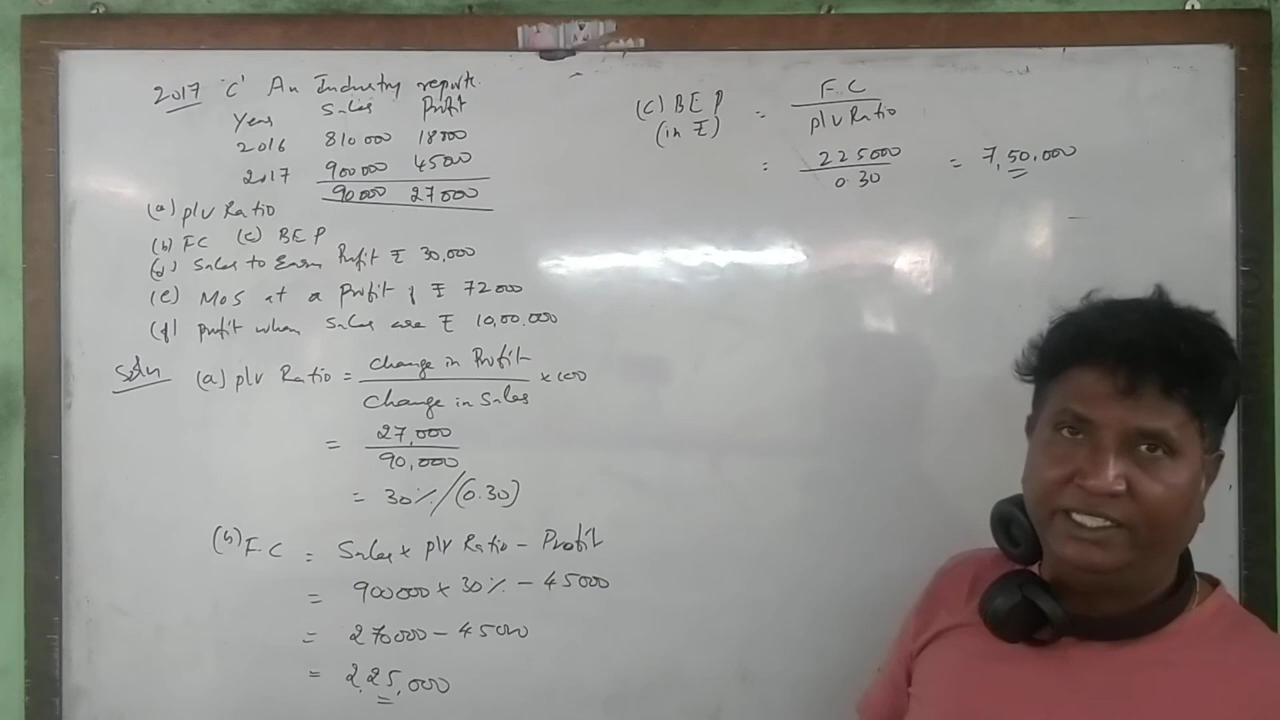 2017 'C' An Industry reports.
Year Sales Profit
2016 810000 18000
2017 900000 45000
90000 27000
(a) p/v Ratio
(b) FC (c) BEP
(d) Sales to Earn Profit ₹ 30,000
(e) MoS at a Profit of ₹ 72000
(f) profit when Sales are ₹ 10,00,000
Soln (a) p/v Ratio = Change in Profit / Change in Sales × 100
= 27,000 / 90,000
= 30% / (0.30)
(b) F.C = Sales × p/v Ratio - Profit
= 900000 × 30% - 45000
= 270000 - 45000
= 2,25,000
(c) BEP (in ₹) = F.C / p/v Ratio
= 225000 / 0.30 = 7,50,000